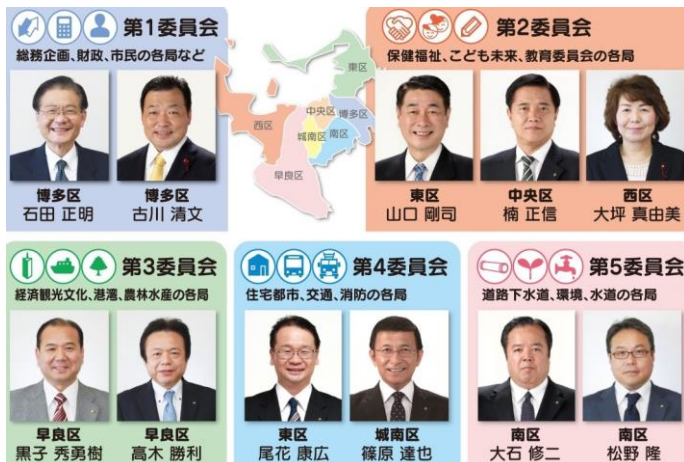 第1委員会
総務企画、財政、市民の各局など
博多区
石田 正明
博多区
古川 清文
東区
中央区
博多区
西区
城南区
南区
早良区
第2委員会
保健福祉、こども未来、教育委員会の各局
東区
山口 剛司
中央区
楠 正信
西区
大坪 真由美
第3委員会
経済観光文化、港湾、農林水産の各局
早良区
黒子 秀勇樹
早良区
高木 勝利
第4委員会
住宅都市、交通、消防の各局
東区
尾花 康広
城南区
篠原 達也
第5委員会
道路下水道、環境、水道の各局
南区
大石 修二
南区
松野 隆